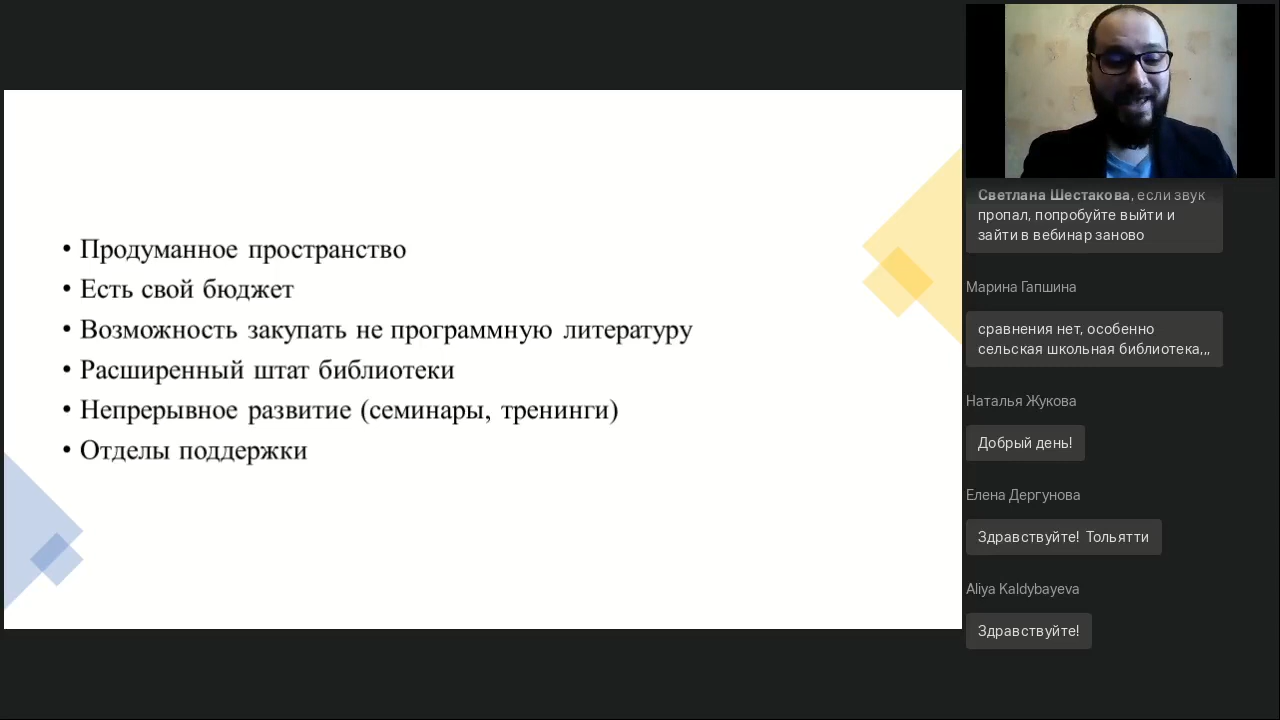 • Продуманное пространство
• Есть свой бюджет
• Возможность закупать не программную литературу
• Расширенный штат библиотеки
• Непрерывное развитие (семинары, тренинги)
• Отделы поддержки
Светлана Шестакова, если звук
пропал, попробуйте выйти и
зайти в вебинар заново
Марина Гапшина
сравнения нет, особенно
сельская школьная библиотека,,,
Наталья Жукова
Добрый день!
Елена Дергунова
Здравствуйте! Тольятти
Aliya Kaldybayeva
Здравствуйте!